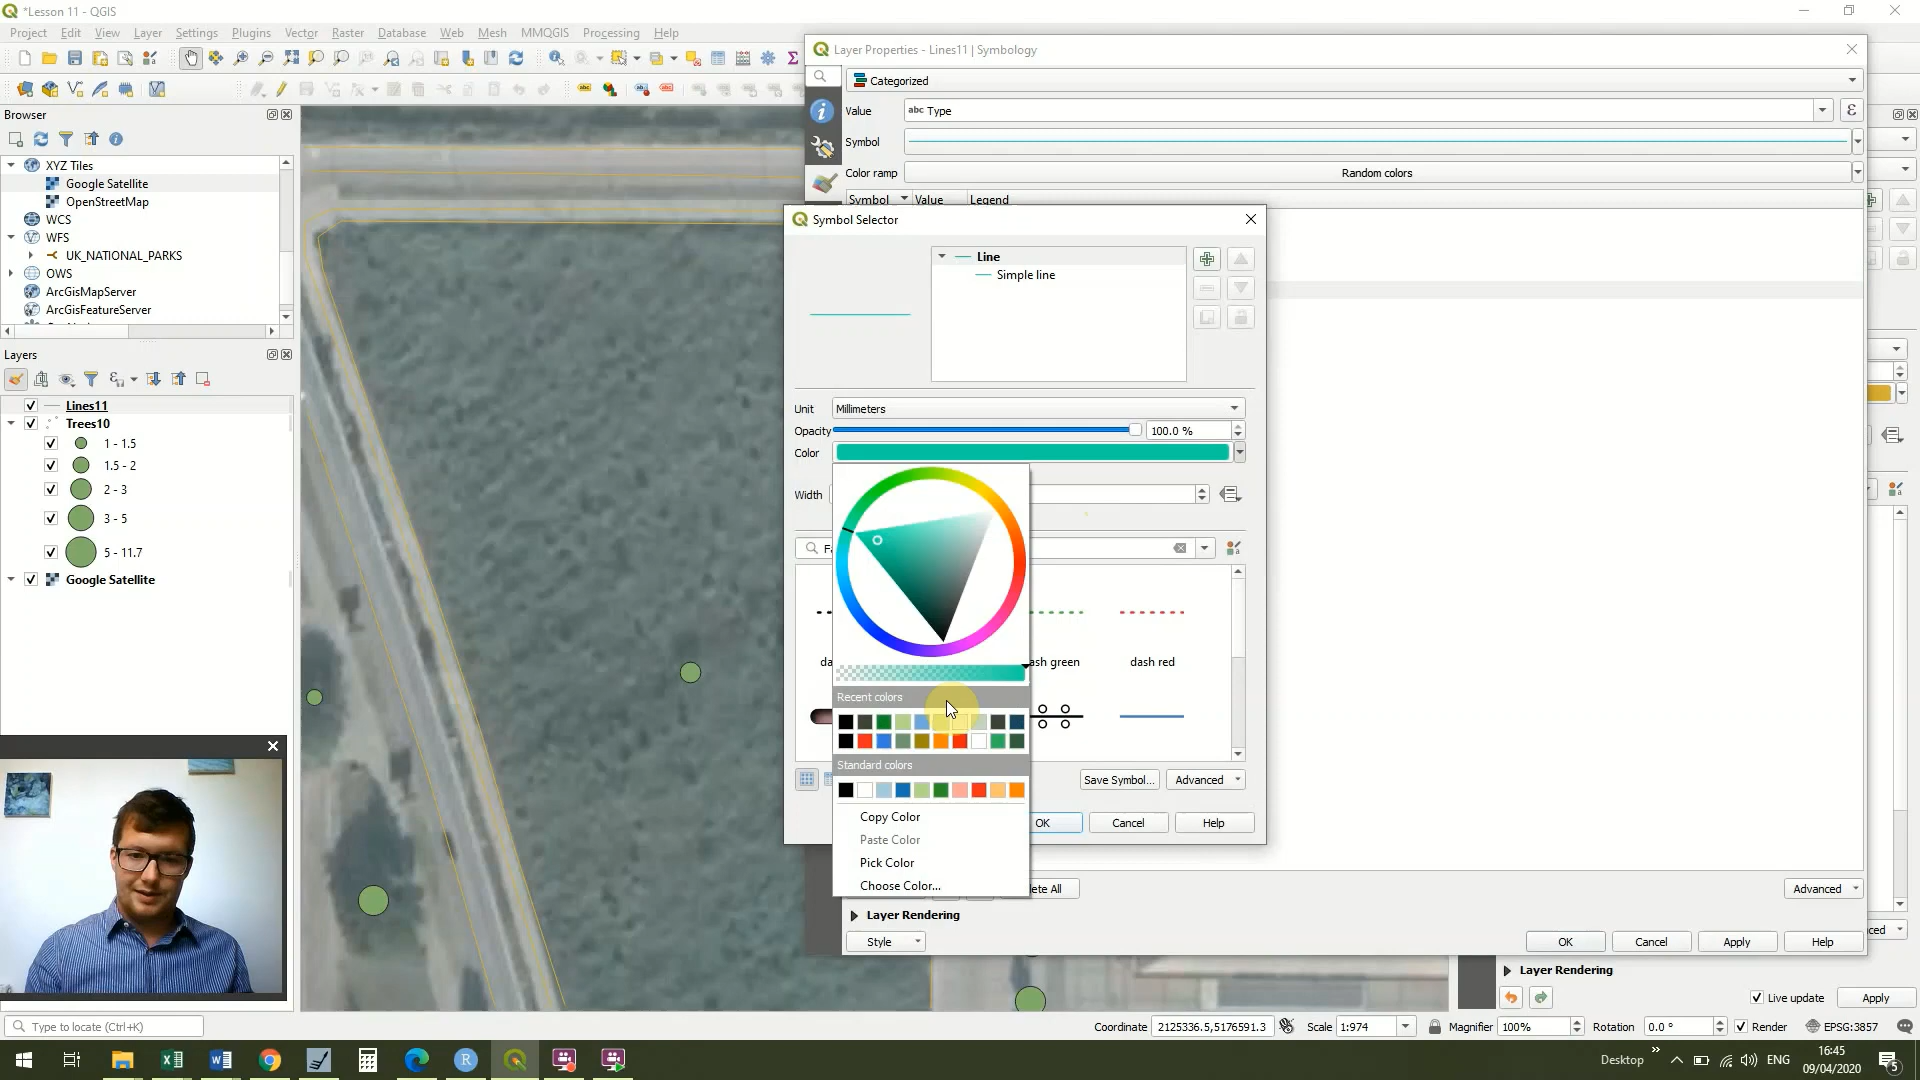 *Lesson 11 - QGIS
Project Edit View Layer Settings Plugins Vector Raster Database Web Mesh MMQGIS Processing Help
Browser
XYZ Tiles
Google Satellite
OpenStreetMap
WCS
WFS
UK_NATIONAL_PARKS
OWS
ArcGisMapServer
ArcGisFeatureServer
Layers
Lines11
Trees10
1 - 1.5
1.5 - 2
2 - 3
3 - 5
5 - 11.7
Google Satellite
Layer Properties - Lines11 | Symbology
Categorized
Value abc Type
Symbol
Color ramp Random colors
Symbol Value Legend
Symbol Selector
Line
Simple line
Unit Millimeters
Opacity 100.0 %
Color
Width
Fa
da ash green dash red
Recent colors
Standard colors
Copy Color
Paste Color
Pick Color
Choose Color...
Save Symbol... Advanced
OK Cancel Help
ete All Advanced
Layer Rendering
Style OK Cancel Apply Help
ced
Layer Rendering
Live update Apply
Type to locate (Ctrl+K) Coordinate 2125336.5,5176591.3 Scale 1:974 Magnifier 100% Rotation 0.0 ° Render EPSG:3857
Desktop ENG 16:45
09/04/2020 5